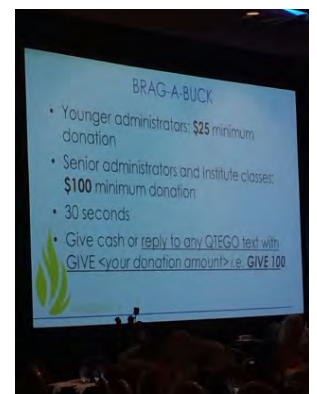 BRAG-A-BUCK
• Younger administrators: $25 minimum
donation
• Senior administrators and Institute classes:
$100 minimum donation
• 30 seconds
• Give cash or reply to any QTEGO text with
GIVE <your donation amount> i.e. GIVE 100